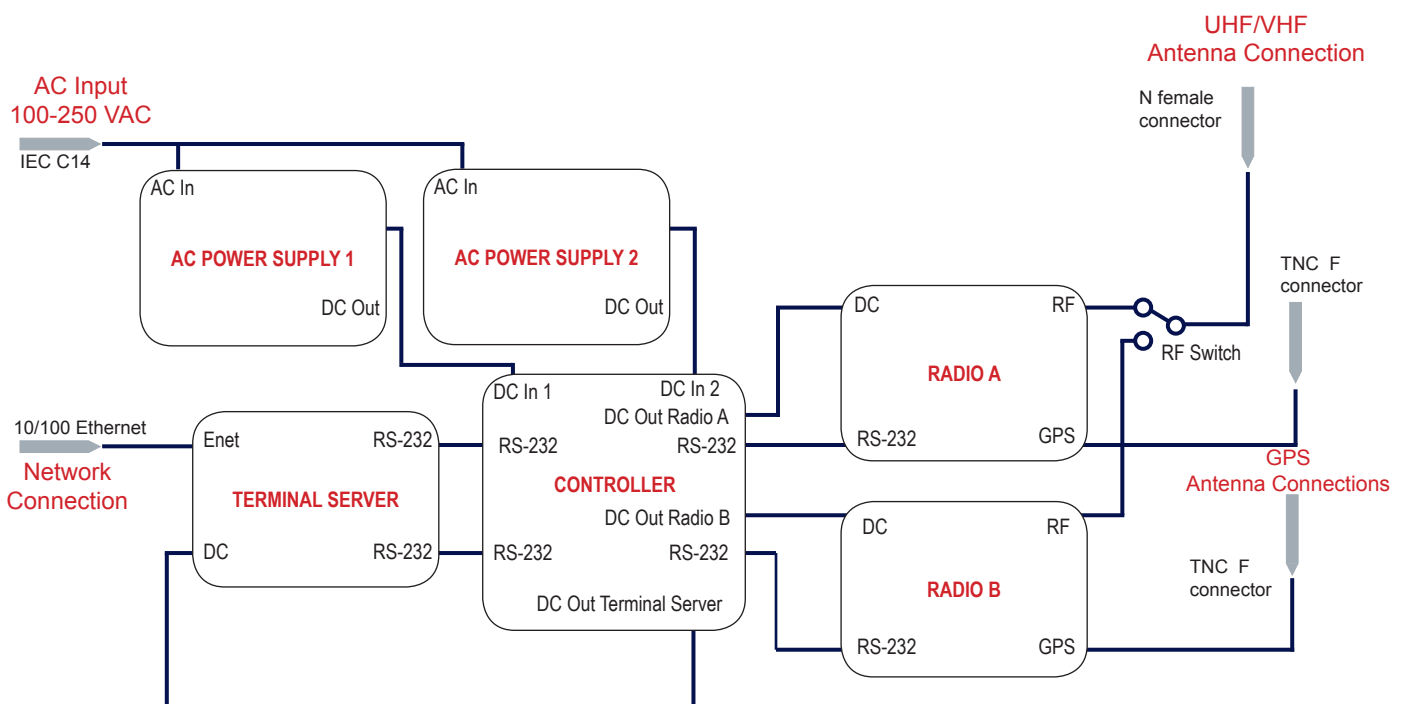 UHF/VHF
Antenna Connection
N female
connector
AC Input
100-250 VAC
IEC C14
AC In
AC POWER SUPPLY 1
DC Out
AC In
AC POWER SUPPLY 2
DC Out
TNC F
connector
DC
RF
RADIO A
RS-232
GPS
RF Switch
DC In 1
DC In 2
DC Out Radio A
RS-232
RS-232
CONTROLLER
DC Out Radio B
RS-232
RS-232
DC Out Terminal Server
10/100 Ethernet
Network
Connection
Enet
RS-232
TERMINAL SERVER
DC
RS-232
GPS
Antenna Connections
TNC F
connector
DC
RF
RADIO B
RS-232
GPS